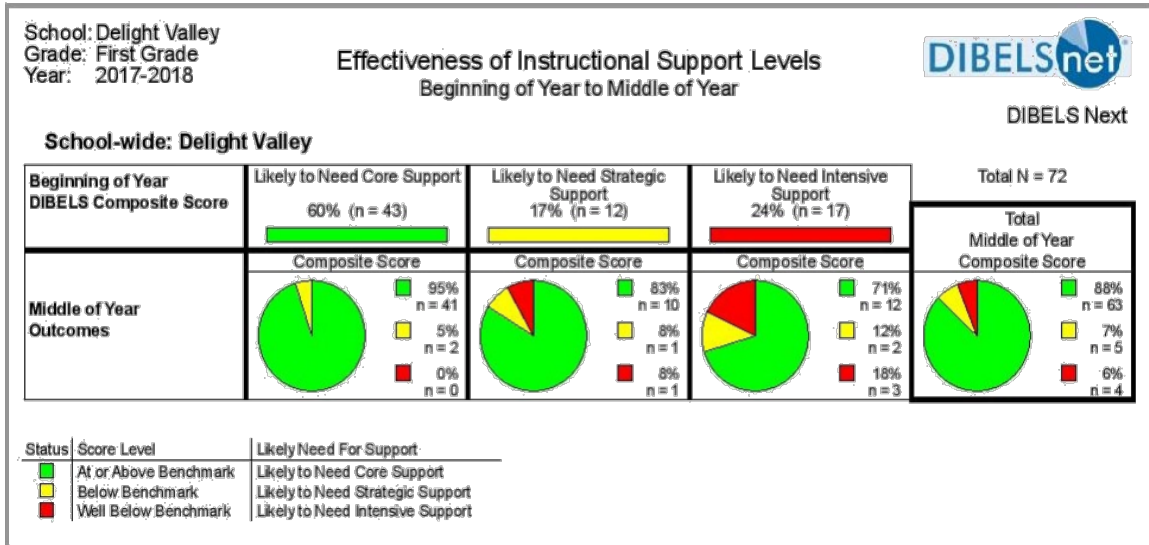 School: Delight Valley
Grade: First Grade
Year: 2017-2018
Effectiveness of Instructional Support Levels
Beginning of Year to Middle of Year
DIBELSnet®
DIBELS Next
School-wide: Delight Valley
Beginning of Year
DIBELS Composite Score
Likely to Need Core Support
60% (n = 43)
Likely to Need Strategic
Support
17% (n = 12)
Likely to Need Intensive
Support
24% (n = 17)
Total N = 72
Total
Middle of Year
Composite Score
Middle of Year
Outcomes
Composite Score
95%
n = 41
5%
n = 2
0%
n = 0
Composite Score
83%
n = 10
8%
n = 1
8%
n = 1
Composite Score
71%
n = 12
12%
n = 2
18%
n = 3
88%
n = 63
7%
n = 5
6%
n = 4
Status Score Level Likely Need For Support
At or Above Benchmark Likely to Need Core Support
Below Benchmark Likely to Need Strategic Support
Well Below Benchmark Likely to Need Intensive Support